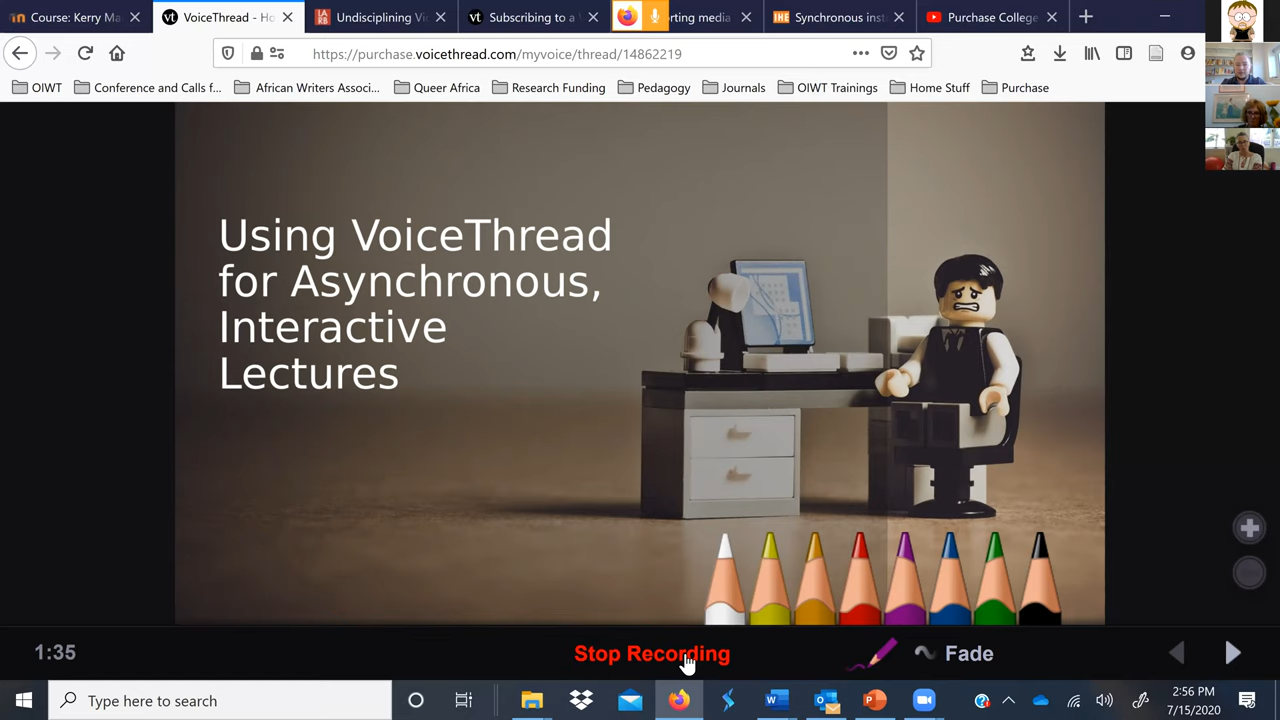 Course: Kerry Ma
VoiceThread - Ho
Undisciplining Vi
Subscribing to a
orting media
Synchronous inst
Purchase College
https://purchase.voicethread.com/myvoice/thread/14862219
OIWT
Conference and Calls f...
African Writers Associ...
Queer Africa
Research Funding
Pedagogy
Journals
OIWT Trainings
Home Stuff
Purchase
Using VoiceThread
for Asynchronous,
Interactive
Lectures
1:35
Stop Recording
Fade
Type here to search
2:56 PM
7/15/2020